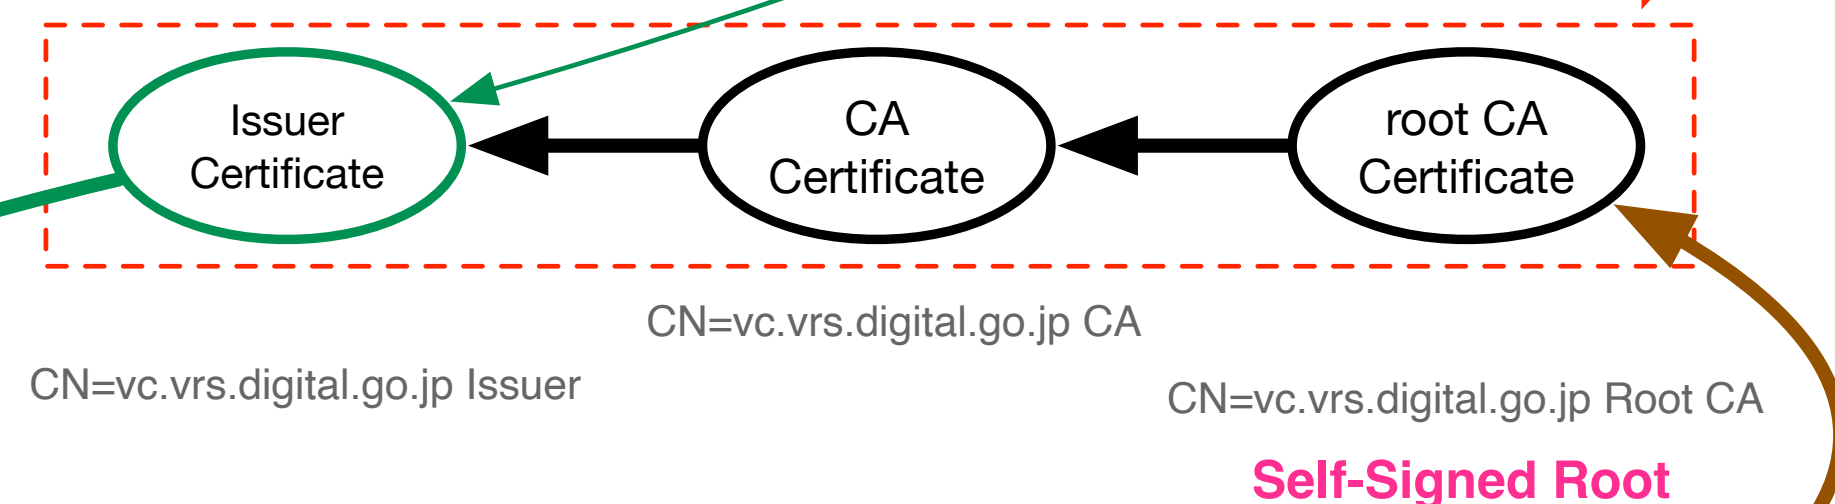 Issuer
Certificate
CA
Certificate
root CA
Certificate
CN=vc.vrs.digital.go.jp CA
CN=vc.vrs.digital.go.jp Issuer
CN=vc.vrs.digital.go.jp Root CA
Self-Signed Root